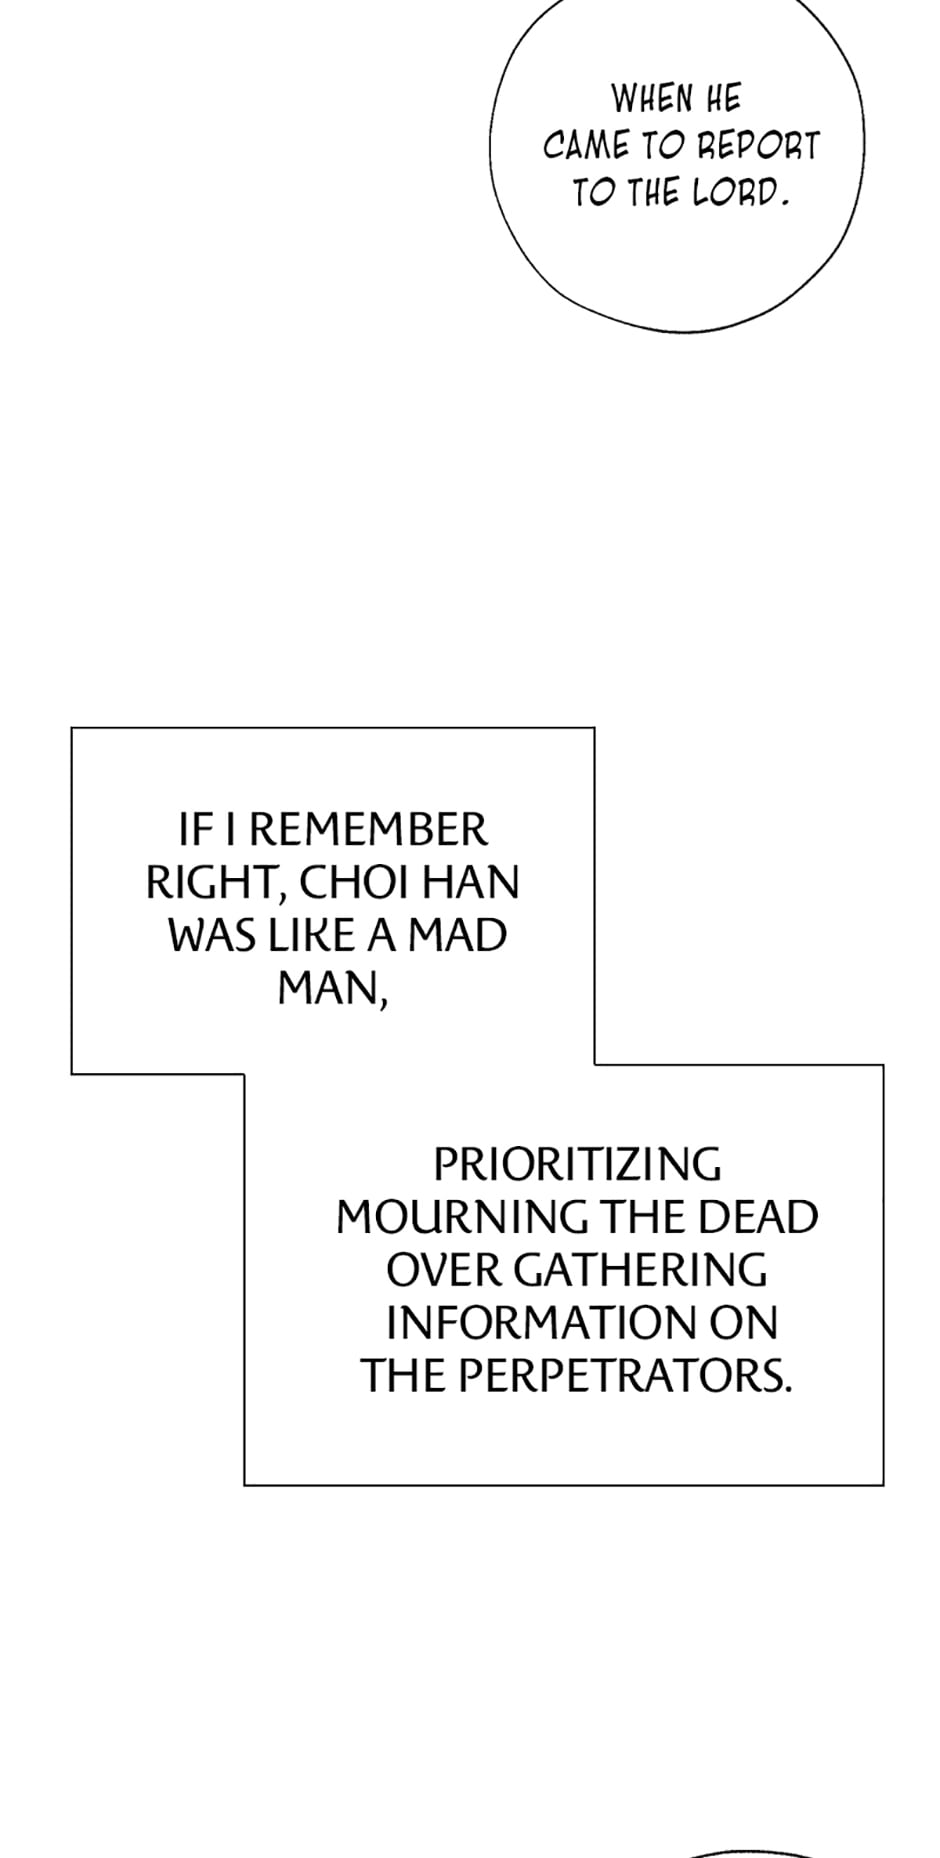 WHEN HE
CAME TO REPORT
TO THE LORD.
IF I REMEMBER
RIGHT, CHOI HAN
WAS LIKE A MAD
MAN,
PRIORITIZING
MOURNING THE DEAD
OVER GATHERING
INFORMATION ON
THE PERPETRATORS.